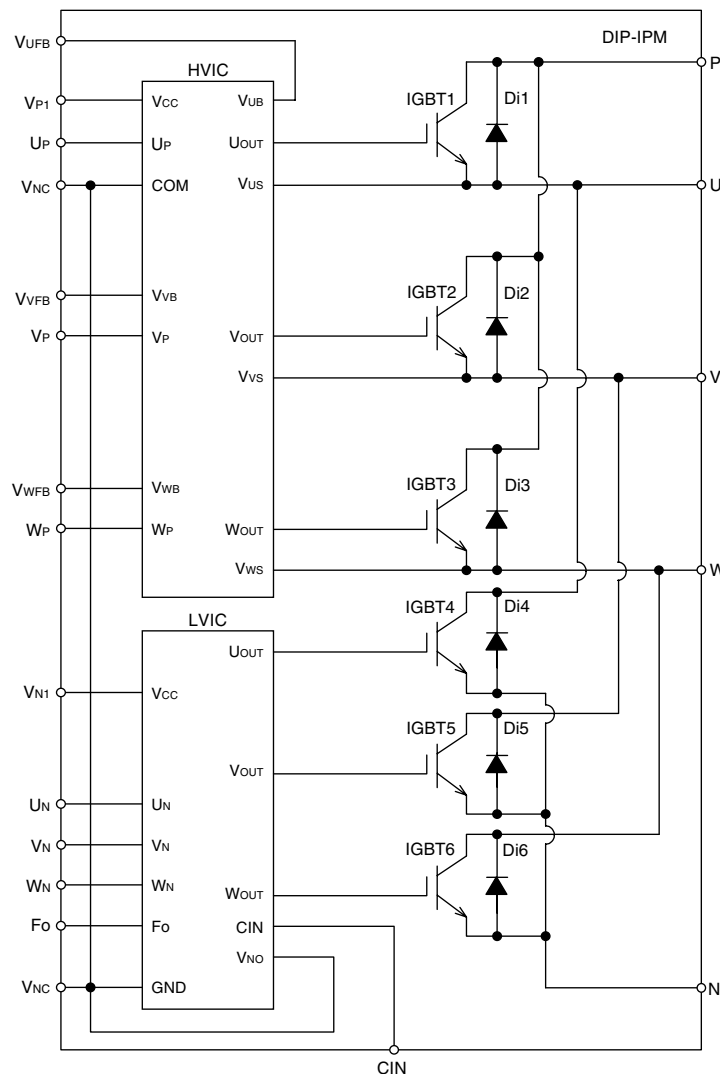 VUFB
DIP-IPM
HVIC
P
VP1
VCC
VUB
IGBT1
Di1
UP
UP
UOUT
VNC
COM
VUS
U
VVFB
VVB
IGBT2
Di2
VP
VP
VOUT
VVS
V
VWFB
VWB
IGBT3
Di3
WP
WP
WOUT
VWS
W
LVIC
IGBT4
Di4
UOUT
VN1
VCC
IGBT5
Di5
VOUT
UN
UN
VN
VN
IGBT6
Di6
WN
WN
WOUT
Fo
Fo
CIN
VNO
VNC
GND
N
CIN